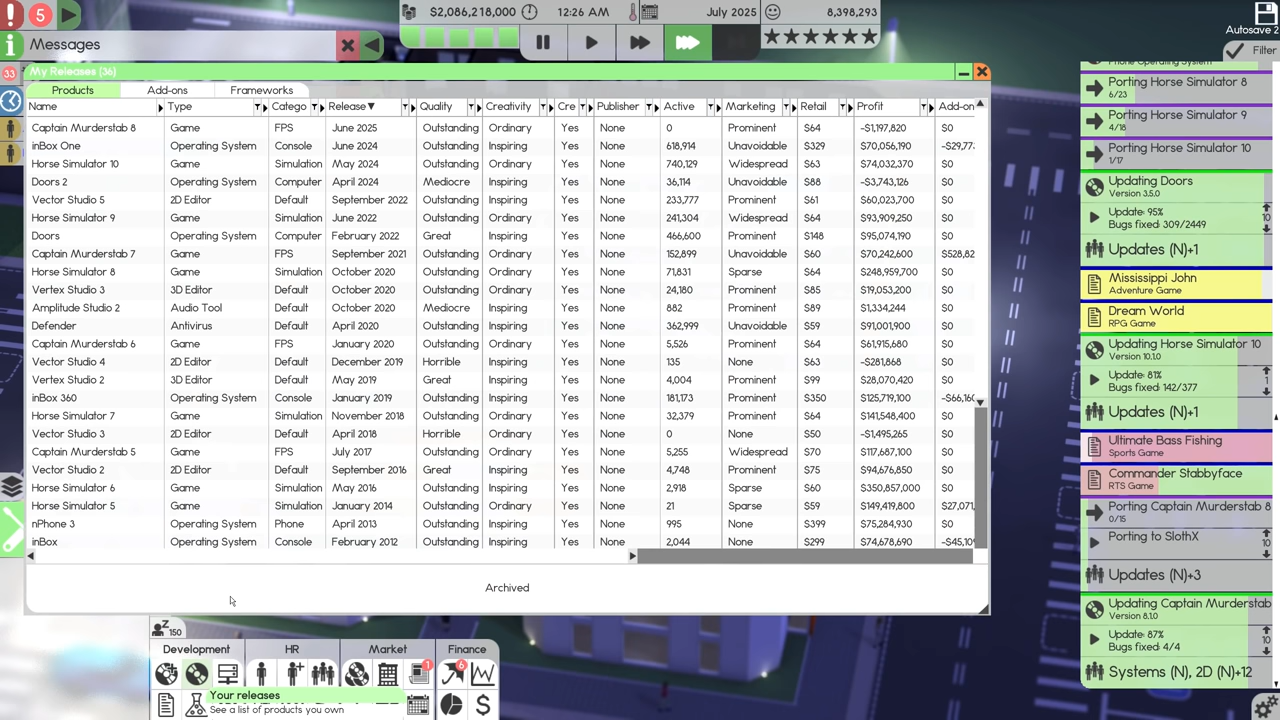 5
$2,086,218,000
12:26 AM
July 2025
8,398,293
Autosave 2
Messages
Filter
33
My Releases (36)
Products Add-ons Frameworks
Name Type Catego Release▼ Quality Creativity Cre Publisher Active Marketing Retail Profit Add-on
Captain Murderstab 8 Game FPS June 2025 Outstanding Ordinary Yes None 0 Prominent $64 -$1,197,820 $0
inBox One Operating System Console June 2024 Outstanding Inspiring Yes None 618,914 Unavoidable $329 $70,056,190 -$29,77
Horse Simulator 10 Game Simulation May 2024 Outstanding Ordinary Yes None 740,129 Widespread $63 $74,032,370 $0
Doors 2 Operating System Computer April 2024 Mediocre Inspiring Yes None 36,114 Unavoidable $88 -$3,743,126 $0
Vector Studio 5 2D Editor Default September 2022 Outstanding Inspiring Yes None 233,777 Prominent $61 $60,023,700 $0
Horse Simulator 9 Game Simulation June 2022 Outstanding Ordinary Yes None 241,304 Widespread $64 $93,909,250 $0
Doors Operating System Computer February 2022 Great Inspiring Yes None 466,600 Prominent $148 $95,074,190 $0
Captain Murderstab 7 Game FPS September 2021 Outstanding Ordinary Yes None 152,899 Unavoidable $60 $70,242,600 $528,82
Horse Simulator 8 Game Simulation October 2020 Outstanding Ordinary Yes None 71,831 Sparse $64 $248,959,700 $0
Vertex Studio 3 3D Editor Default October 2020 Outstanding Inspiring Yes None 24,180 Prominent $85 $19,053,200 $0
Amplitude Studio 2 Audio Tool Default October 2020 Mediocre Inspiring Yes None 882 Prominent $89 $1,334,244 $0
Defender Antivirus Default April 2020 Outstanding Inspiring Yes None 362,999 Unavoidable $59 $91,001,900 $0
Captain Murderstab 6 Game FPS January 2020 Outstanding Ordinary Yes None 5,526 Prominent $64 $61,915,680 $0
Vector Studio 4 2D Editor Default December 2019 Horrible Inspiring Yes None 135 None $63 -$281,868 $0
Vertex Studio 2 3D Editor Default May 2019 Great Inspiring Yes None 4,004 Prominent $99 $28,070,420 $0
inBox 360 Operating System Console January 2019 Outstanding Inspiring Yes None 181,173 Prominent $350 $125,719,100 -$66,16
Horse Simulator 7 Game Simulation November 2018 Outstanding Ordinary Yes None 32,379 Prominent $64 $141,548,400 $0
Vector Studio 3 2D Editor Default April 2018 Horrible Ordinary Yes None 0 None $50 -$1,495,265 $0
Captain Murderstab 5 Game FPS July 2017 Outstanding Ordinary Yes None 5,255 Widespread $70 $117,687,100 $0
Vector Studio 2 2D Editor Default September 2016 Great Inspiring Yes None 4,748 Prominent $75 $94,676,850 $0
Horse Simulator 6 Game Simulation May 2016 Outstanding Inspiring Yes None 2,918 Sparse $60 $350,857,000 $0
Horse Simulator 5 Game Simulation January 2014 Outstanding Ordinary Yes None 21 Sparse $59 $149,419,800 $27,071
nPhone 3 Operating System Phone April 2013 Outstanding Inspiring Yes None 995 None $399 $75,284,930 $0
inBox Operating System Console February 2012 Outstanding Inspiring Yes None 2,044 None $299 $74,678,690 -$45,10
Archived
Porting Horse Simulator 8
6/23
Porting Horse Simulator 9
4/18
Porting Horse Simulator 10
1/17
Updating Doors
Version 3.5.0
Update: 95%
Bugs fixed: 309/2449
10
Updates (N)+1
Mississippi John
Adventure Game
Dream World
RPG Game
Updating Horse Simulator 10
Version 10.1.0
Update: 81%
Bugs fixed: 142/377
1
Updates (N)+1
Ultimate Bass Fishing
Sports Game
Commander Stabbyface
RTS Game
Porting Captain Murderstab 8
0/15
Porting to SlothX
10
Updates (N)+3
Updating Captain Murderstab
Version 8.1.0
Update: 87%
Bugs fixed: 4/4
10
Systems (N), 2D (N)+12
Z 150
Development HR Market Finance
1
6
Your releases
See a list of products you own
$